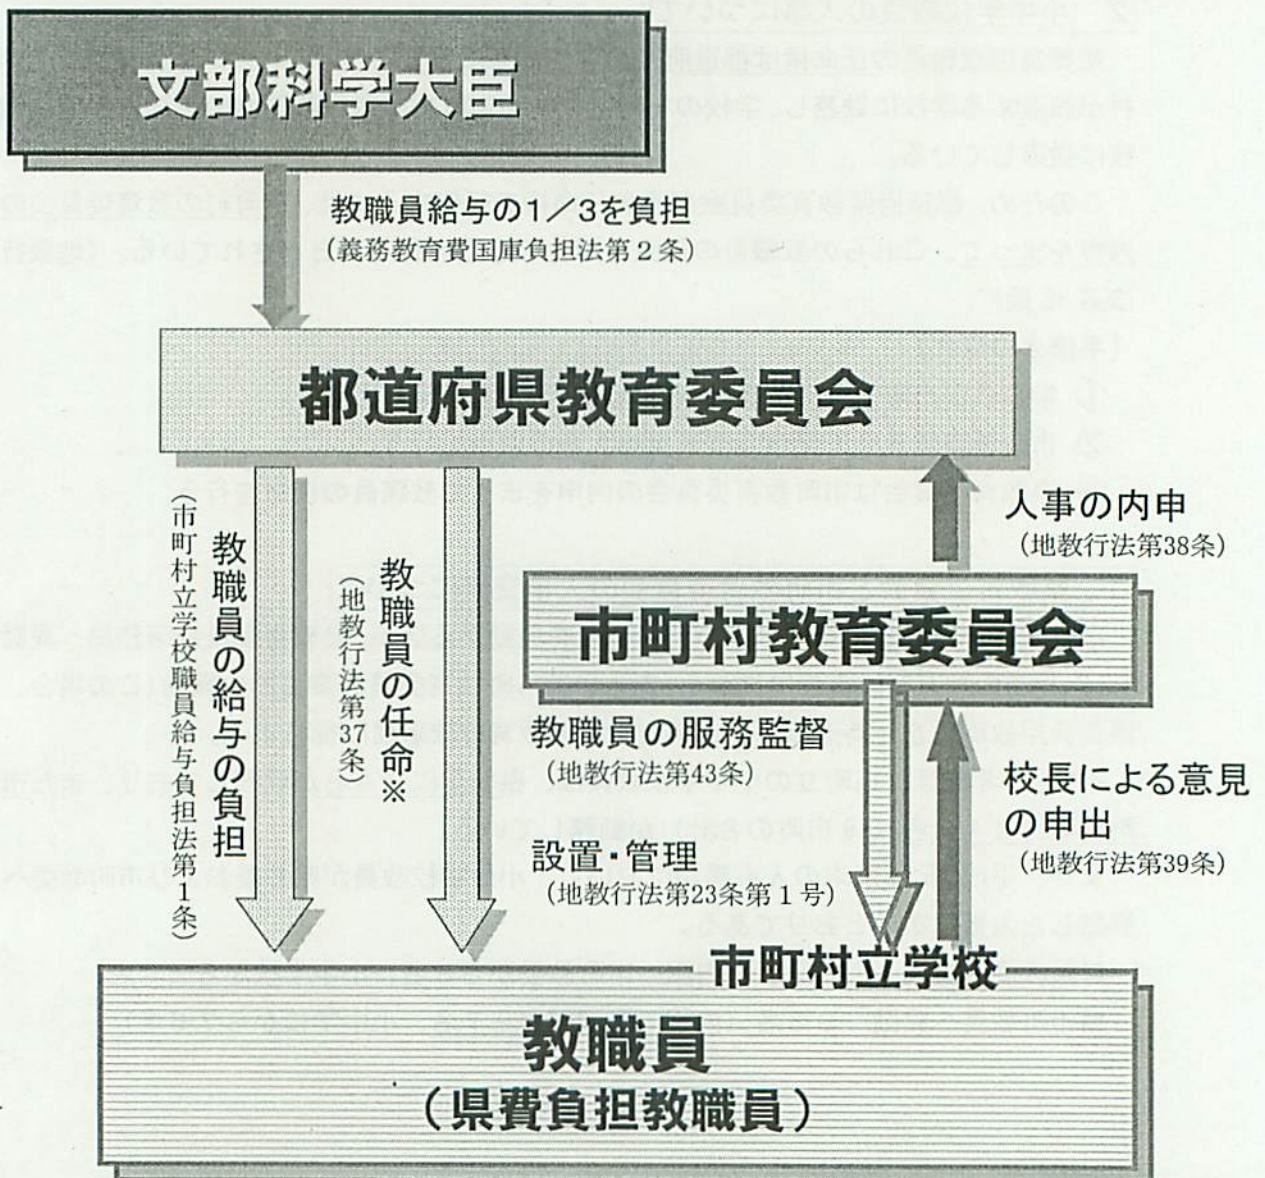 文部科学大臣
教職員給与の1/3を負担
(義務教育費国庫負担法第2条)
都道府県教育委員会
教職員の給与の負担
(市町村立学校職員給与負担法第1条)
教職員の任命※
(地教行法第37条)
人事の内申
(地教行法第38条)
市町村教育委員会
教職員の服務監督
(地教行法第43条)
設置・管理
(地教行法第23条第1号)
校長による意見
の申出
(地教行法第39条)
市町村立学校
教職員
(県費負担教職員)